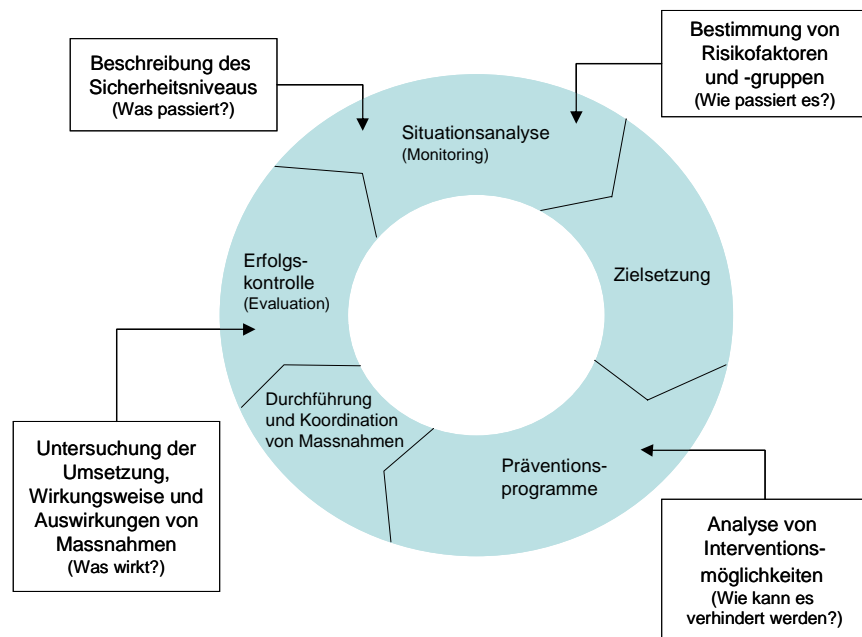 Beschreibung des
Sicherheitsniveaus
(Was passiert?)
Bestimmung von
Risikofaktoren
und -gruppen
(Wie passiert es?)
Situationsanalyse
(Monitoring)
Erfolgs-
kontrolle
(Evaluation)
Zielsetzung
Durchführung
und Koordination
von Massnahmen
Präventions-
programme
Untersuchung der
Umsetzung,
Wirkungsweise und
Auswirkungen von
Massnahmen
(Was wirkt?)
Analyse von
Interventions-
möglichkeiten
(Wie kann es
verhindert werden?)